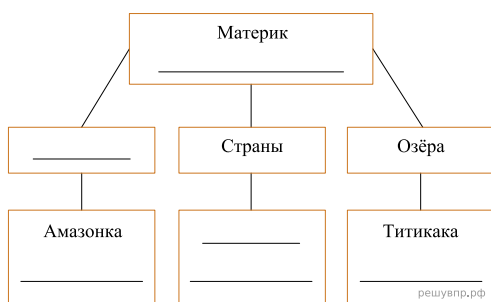 Материк
Страны
Озёра
Амазонка
Титикака
решувпр.рф